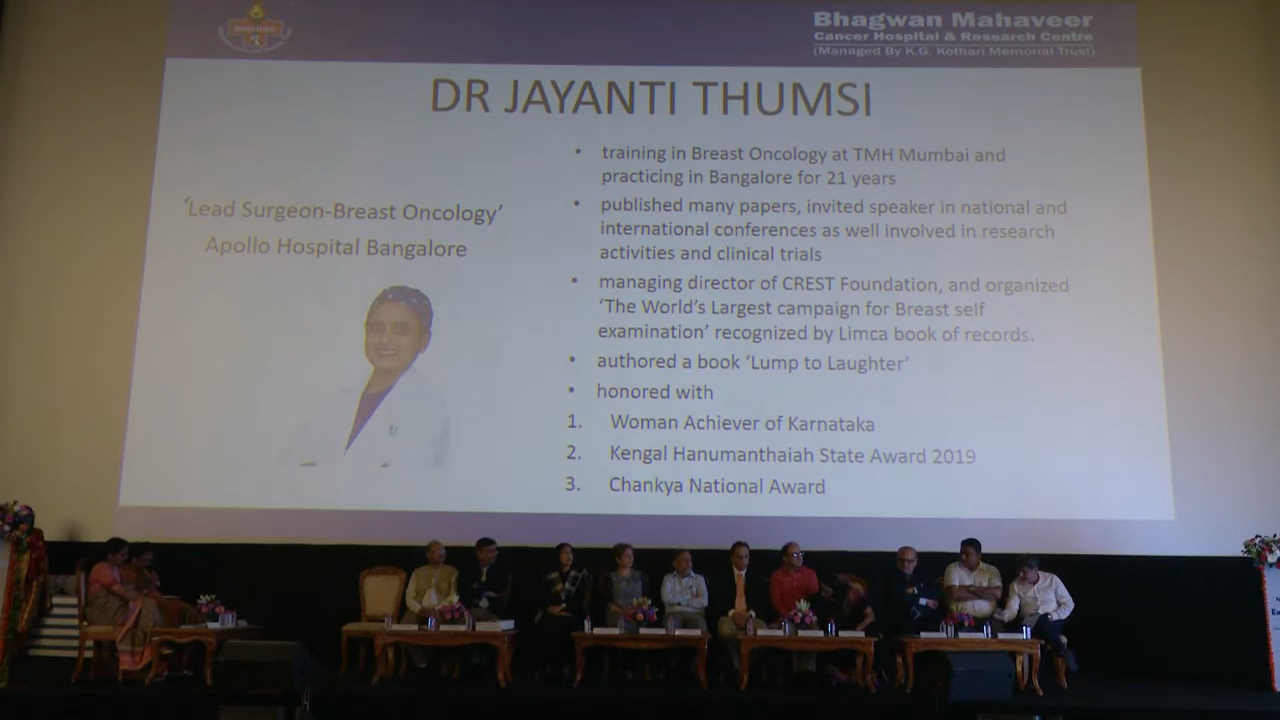 Bhagwan Mahaveer
Cancer Hospital & Research Centre
(Managed By K.G. Kothari Memorial Trust)
DR JAYANTI THUMSI
‘Lead Surgeon-Breast Oncology’
Apollo Hospital Bangalore
• training in Breast Oncology at TMH Mumbai and
practicing in Bangalore for 21 years
• published many papers, invited speaker in national and
international conferences as well involved in research
activities and clinical trials
• managing director of CREST Foundation, and organized
‘The World’s Largest campaign for Breast self
examination’ recognized by Limca book of records.
• authored a book ‘Lump to Laughter’
• honored with
1. Woman Achiever of Karnataka
2. Kengal Hanumanthaiah State Award 2019
3. Chankya National Award